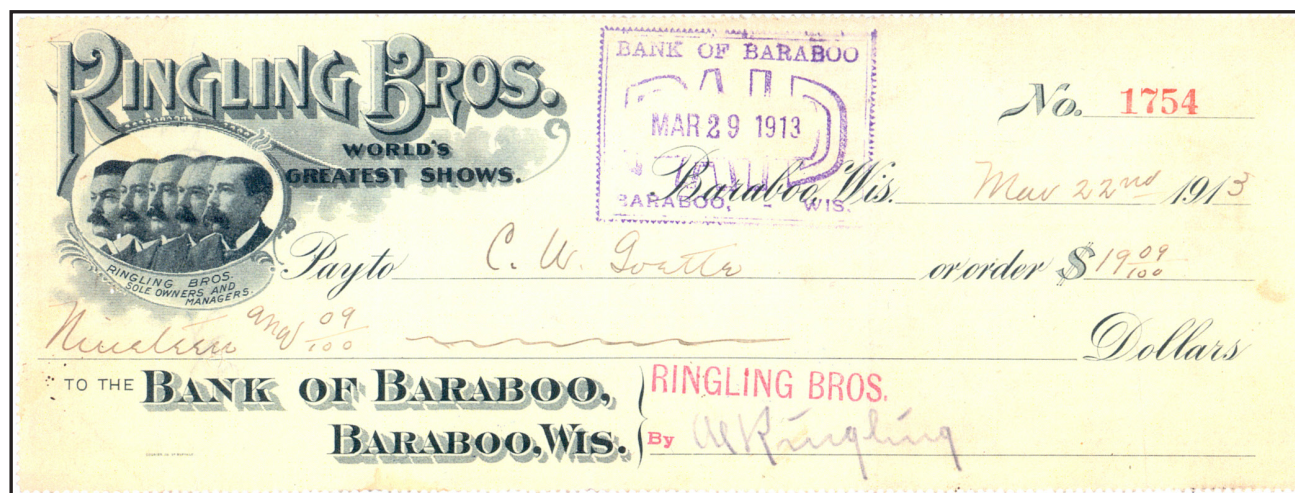 RINGLING BROS.
WORLD'S
GREATEST SHOWS.
RINGLING BROS.
SOLE OWNERS AND
MANAGERS.
BANK OF BARABOO
PAID
MAR 29 1913
BARABOO, - WIS.
No. 1754
Baraboo, Wis. Mar 22nd 1913
Pay to C. W. Goette or order $ 19 09/100
Nineteen and 09/100 Dollars
TO THE BANK OF BARABOO,
BARABOO, WIS.
RINGLING BROS.
By Al Ringling